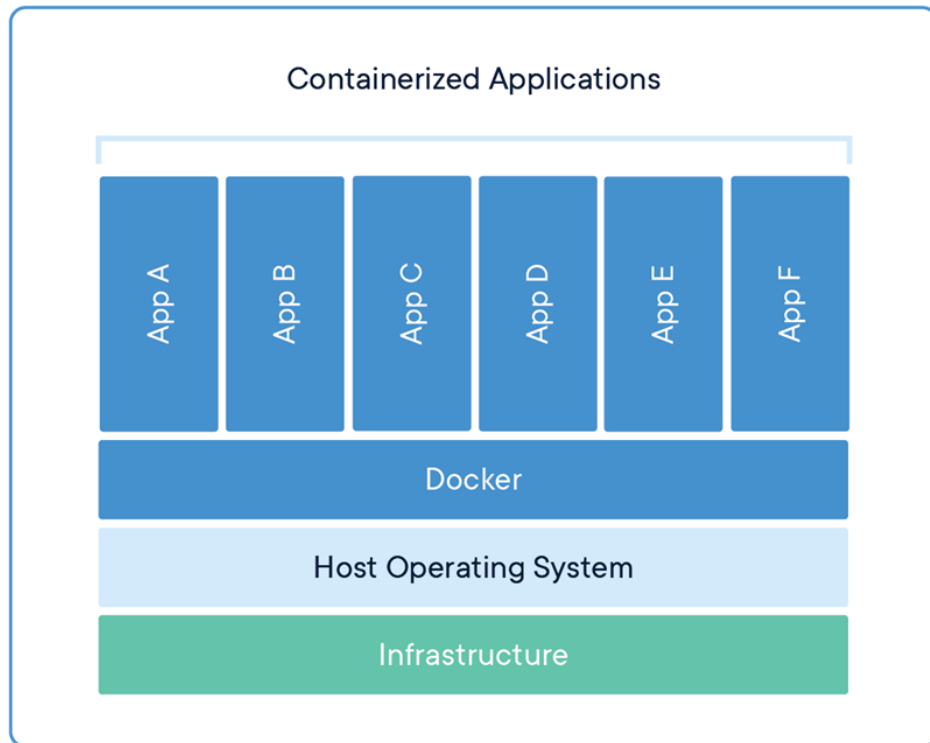 Containerized Applications
App A
App B
App C
App D
App E
App F
Docker
Host Operating System
Infrastructure